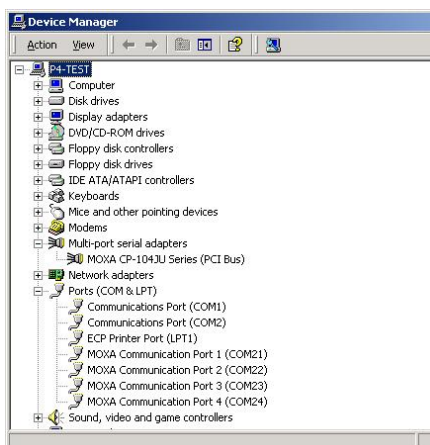 Device Manager
Action View
P4-TEST
Computer
Disk drives
Display adapters
DVD/CD-ROM drives
Floppy disk controllers
Floppy disk drives
IDE ATA/ATAPI controllers
Keyboards
Mice and other pointing devices
Modems
Multi-port serial adapters
MOXA CP-104JU Series (PCI Bus)
Network adapters
Ports (COM & LPT)
Communications Port (COM1)
Communications Port (COM2)
ECP Printer Port (LPT1)
MOXA Communication Port 1 (COM21)
MOXA Communication Port 2 (COM22)
MOXA Communication Port 3 (COM23)
MOXA Communication Port 4 (COM24)
Sound, video and game controllers